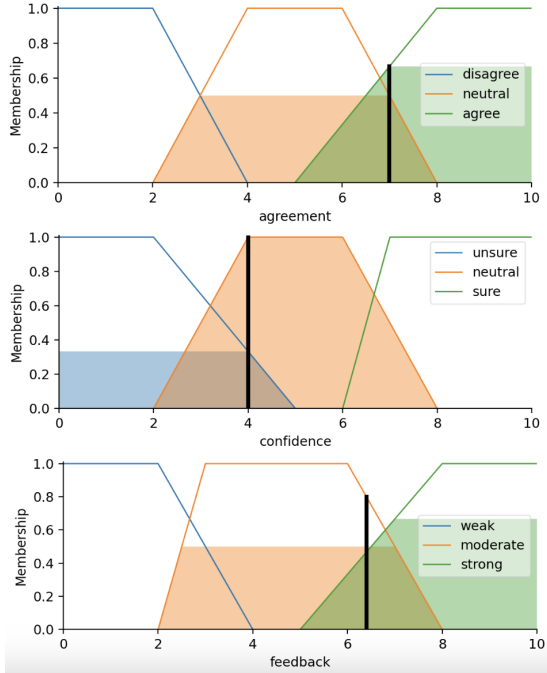 Membership
1.0
0.8
0.6
0.4
0.2
0.0
disagree
neutral
agree
0 2 4 6 8 10
agreement
Membership
1.0
0.8
0.6
0.4
0.2
0.0
unsure
neutral
sure
0 2 4 6 8 10
confidence
Membership
1.0
0.8
0.6
0.4
0.2
0.0
weak
moderate
strong
0 2 4 6 8 10
feedback